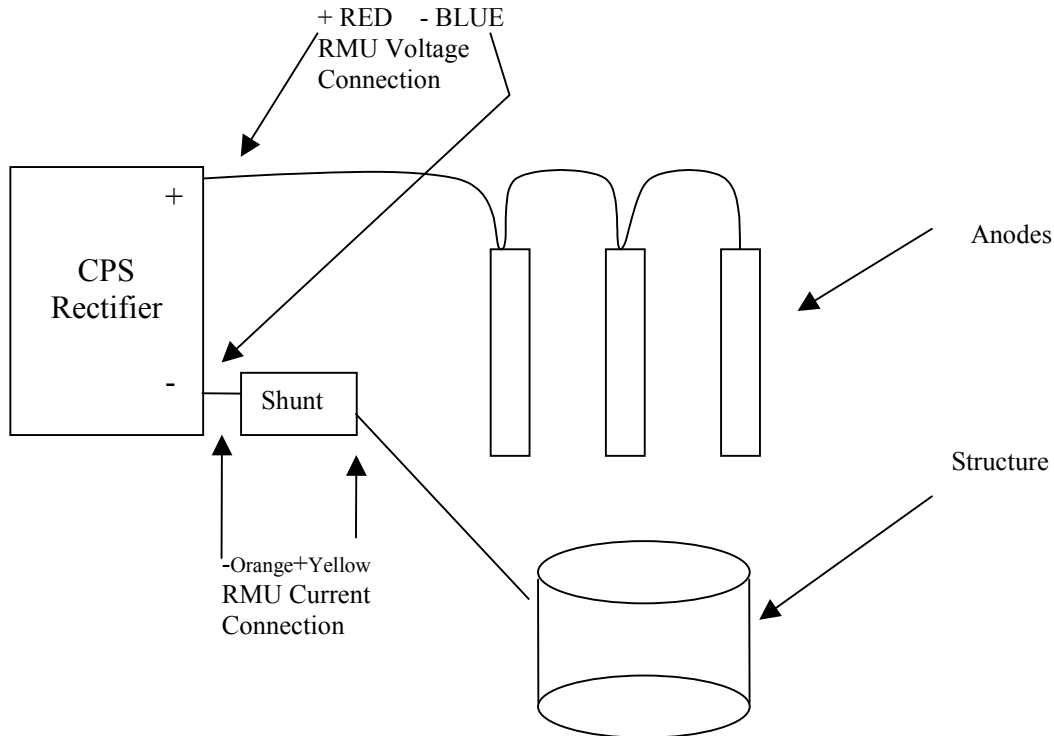 + RED - BLUE
RMU Voltage
Connection
+
CPS
Rectifier
-
Shunt
Anodes
Structure
-Orange+Yellow
RMU Current
Connection